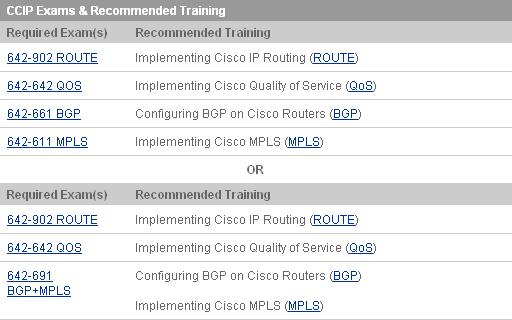 CCIP Exams & Recommended Training
Required Exam(s) Recommended Training
642-902 ROUTE Implementing Cisco IP Routing (ROUTE)
642-642 QOS Implementing Cisco Quality of Service (QoS)
642-661 BGP Configuring BGP on Cisco Routers (BGP)
642-611 MPLS Implementing Cisco MPLS (MPLS)
OR
Required Exam(s) Recommended Training
642-902 ROUTE Implementing Cisco IP Routing (ROUTE)
642-642 QOS Implementing Cisco Quality of Service (QoS)
642-691 Configuring BGP on Cisco Routers (BGP)
BGP+MPLS
Implementing Cisco MPLS (MPLS)